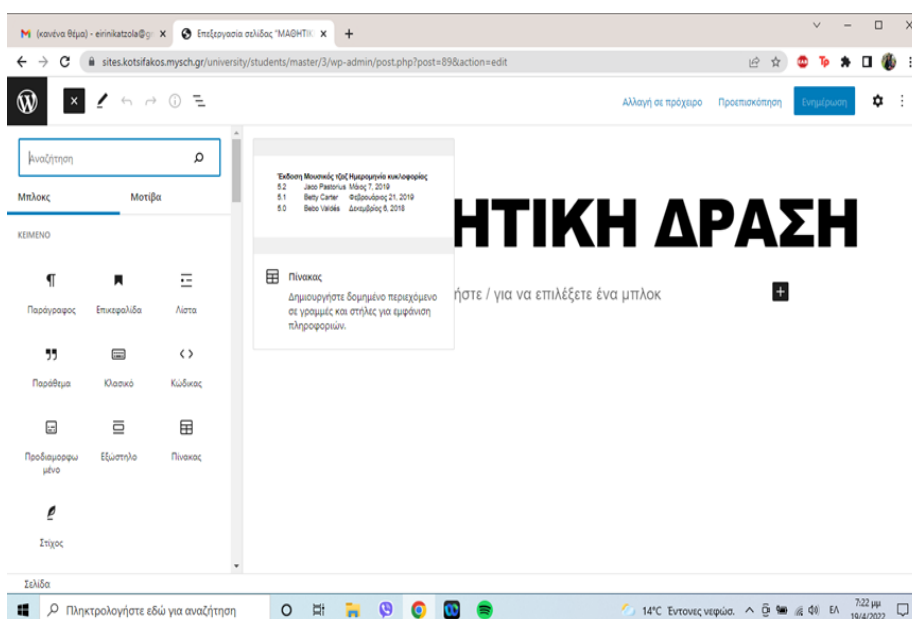 (κανένα θέμα) - eirinikatzola@g
Επεξεργασία σελίδας "ΜΑΘΗΤΙΚ
sites.kotsifakos.mysch.gr/university/students/master/3/wp-admin/post.php?post=89&action=edit
Αλλαγή σε πρόχειρο Προεπισκόπηση Ενημέρωση
Αναζήτηση
Μπλοκς Μοτίβα
ΚΕΙΜΕΝΟ
Παράγραφος Επικεφαλίδα Λίστα
Παράθεμα Κλασικό Κώδικας
Προδιαμορφω
μένο
Εξώστηλο Πίνακας
Στίχος
Έκδοση Μουσικός τζαζ Ημερομηνία κυκλοφορίας
5.2 Jaco Pastorius Μάιος 7, 2019
5.1 Betty Carter Φεβρουάριος 21, 2019
5.0 Bebo Valdés Δεκεμβρίος 6, 2018
Πίνακας
Δημιουργήστε δομημένο περιεχόμενο
σε γραμμές και στήλες για εμφάνιση
πληροφοριών.
ΗΤΙΚΗ ΔΡΑΣΗ
ήστε / για να επιλέξετε ένα μπλοκ
Σελίδα
Πληκτρολογήστε εδώ για αναζήτηση
14°C Έντονες νεφώσ. ΕΛ 7:22 μμ
19/4/2022